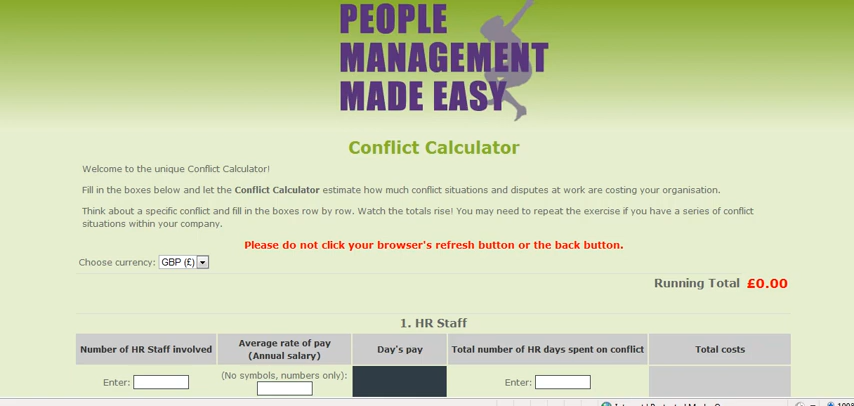 PEOPLE
MANAGEMENT
MADE EASY
Conflict Calculator
Welcome to the unique Conflict Calculator!
Fill in the boxes below and let the Conflict Calculator estimate how much conflict situations and disputes at work are costing your organisation.
Think about a specific conflict and fill in the boxes row by row. Watch the totals rise! You may need to repeat the exercise if you have a series of conflict
situations within your company.
Please do not click your browser's refresh button or the back button.
Choose currency: GBP (£)
Running Total £0.00
1. HR Staff
Number of HR Staff involved
Average rate of pay
(Annual salary)
Day's pay
Total number of HR days spent on conflict
Total costs
Enter:
(No symbols, numbers only):
Enter: